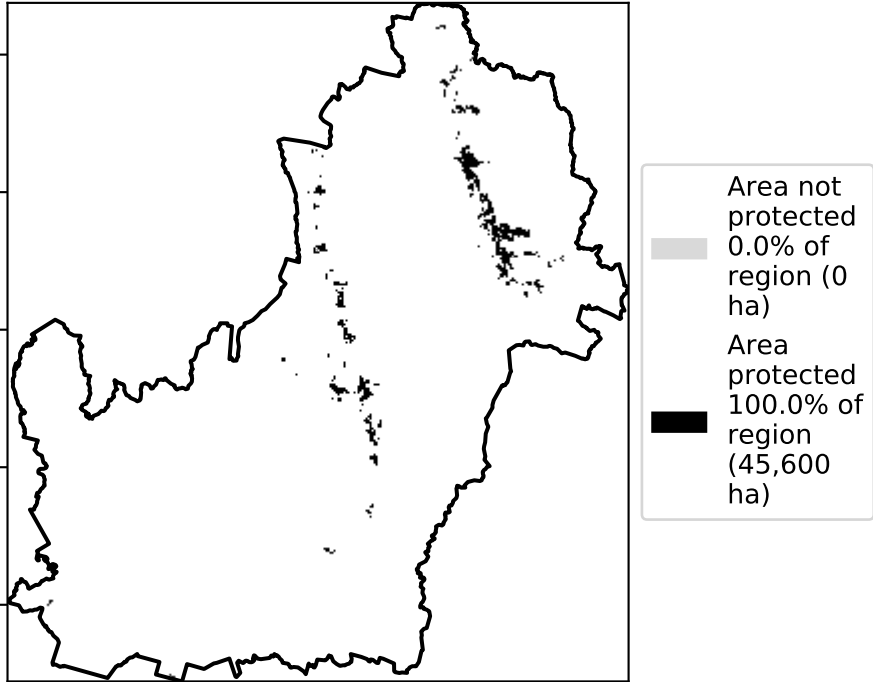 Area not
protected
0.0% of
region (0
ha)
Area
protected
100.0% of
region
(45,600
ha)